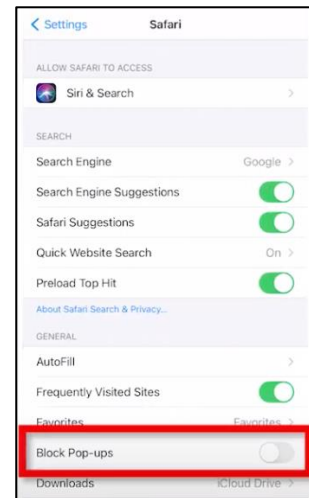 Settings
Safari
ALLOW SAFARI TO ACCESS
Siri & Search
SEARCH
Search Engine Google
Search Engine Suggestions
Safari Suggestions
Quick Website Search On
Preload Top Hit
About Safari Search & Privacy...
GENERAL
AutoFill
Frequently Visited Sites
Favorites Favorites
Block Pop-ups
Downloads iCloud Drive